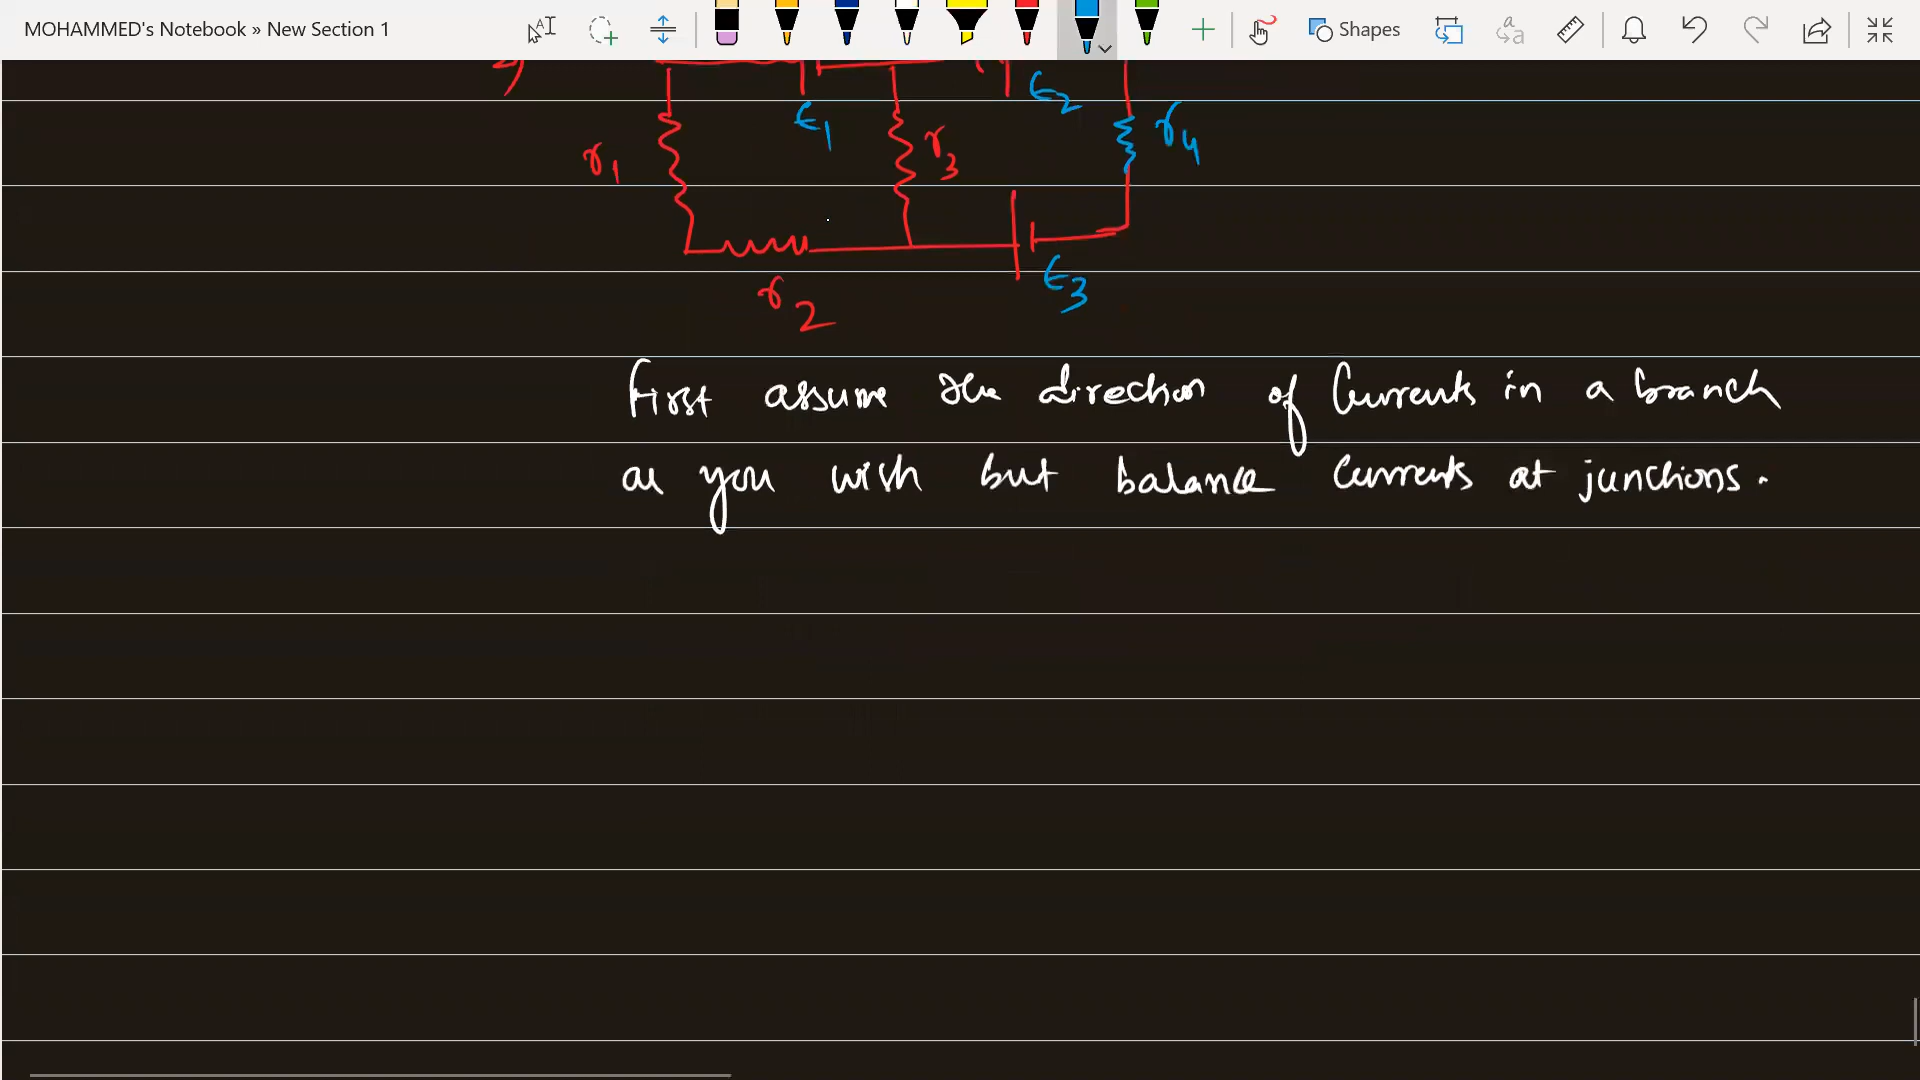 MOHAMMED's Notebook » New Section 1
Shapes
ϵ1
ϵ2
r1
r3
r4
ϵ3
r2
First assume the direction of Currents in a branch
as you wish but balance Currents at junctions.